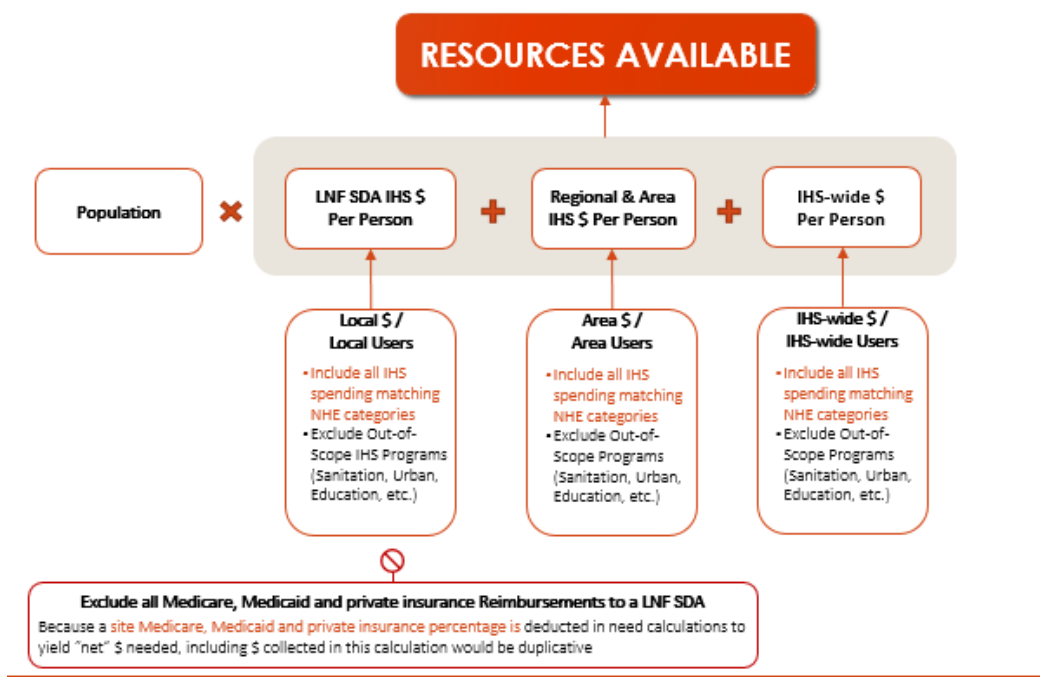 RESOURCES AVAILABLE
Population
LNF SDA IHS $
Per Person
Regional & Area
IHS $ Per Person
IHS-wide $
Per Person
Local $ /
Local Users
•Include all IHS
spending matching
NHE categories
•Exclude Out-of-
Scope IHS Programs
(Sanitation, Urban,
Education, etc.)
Area $ /
Area Users
•Include all IHS
spending matching
NHE categories
•Exclude Out-of-
Scope Programs
(Sanitation, Urban,
Education, etc.)
IHS-wide $ /
IHS-wide Users
•Include all IHS
spending matching
NHE categories
•Exclude Out-of-
Scope Programs
(Sanitation, Urban,
Education, etc.)
Exclude all Medicare, Medicaid and private insurance Reimbursements to a LNF SDA
Because a site Medicare, Medicaid and private insurance percentage is deducted in need calculations to
yield “net” $ needed, including $ collected in this calculation would be duplicative